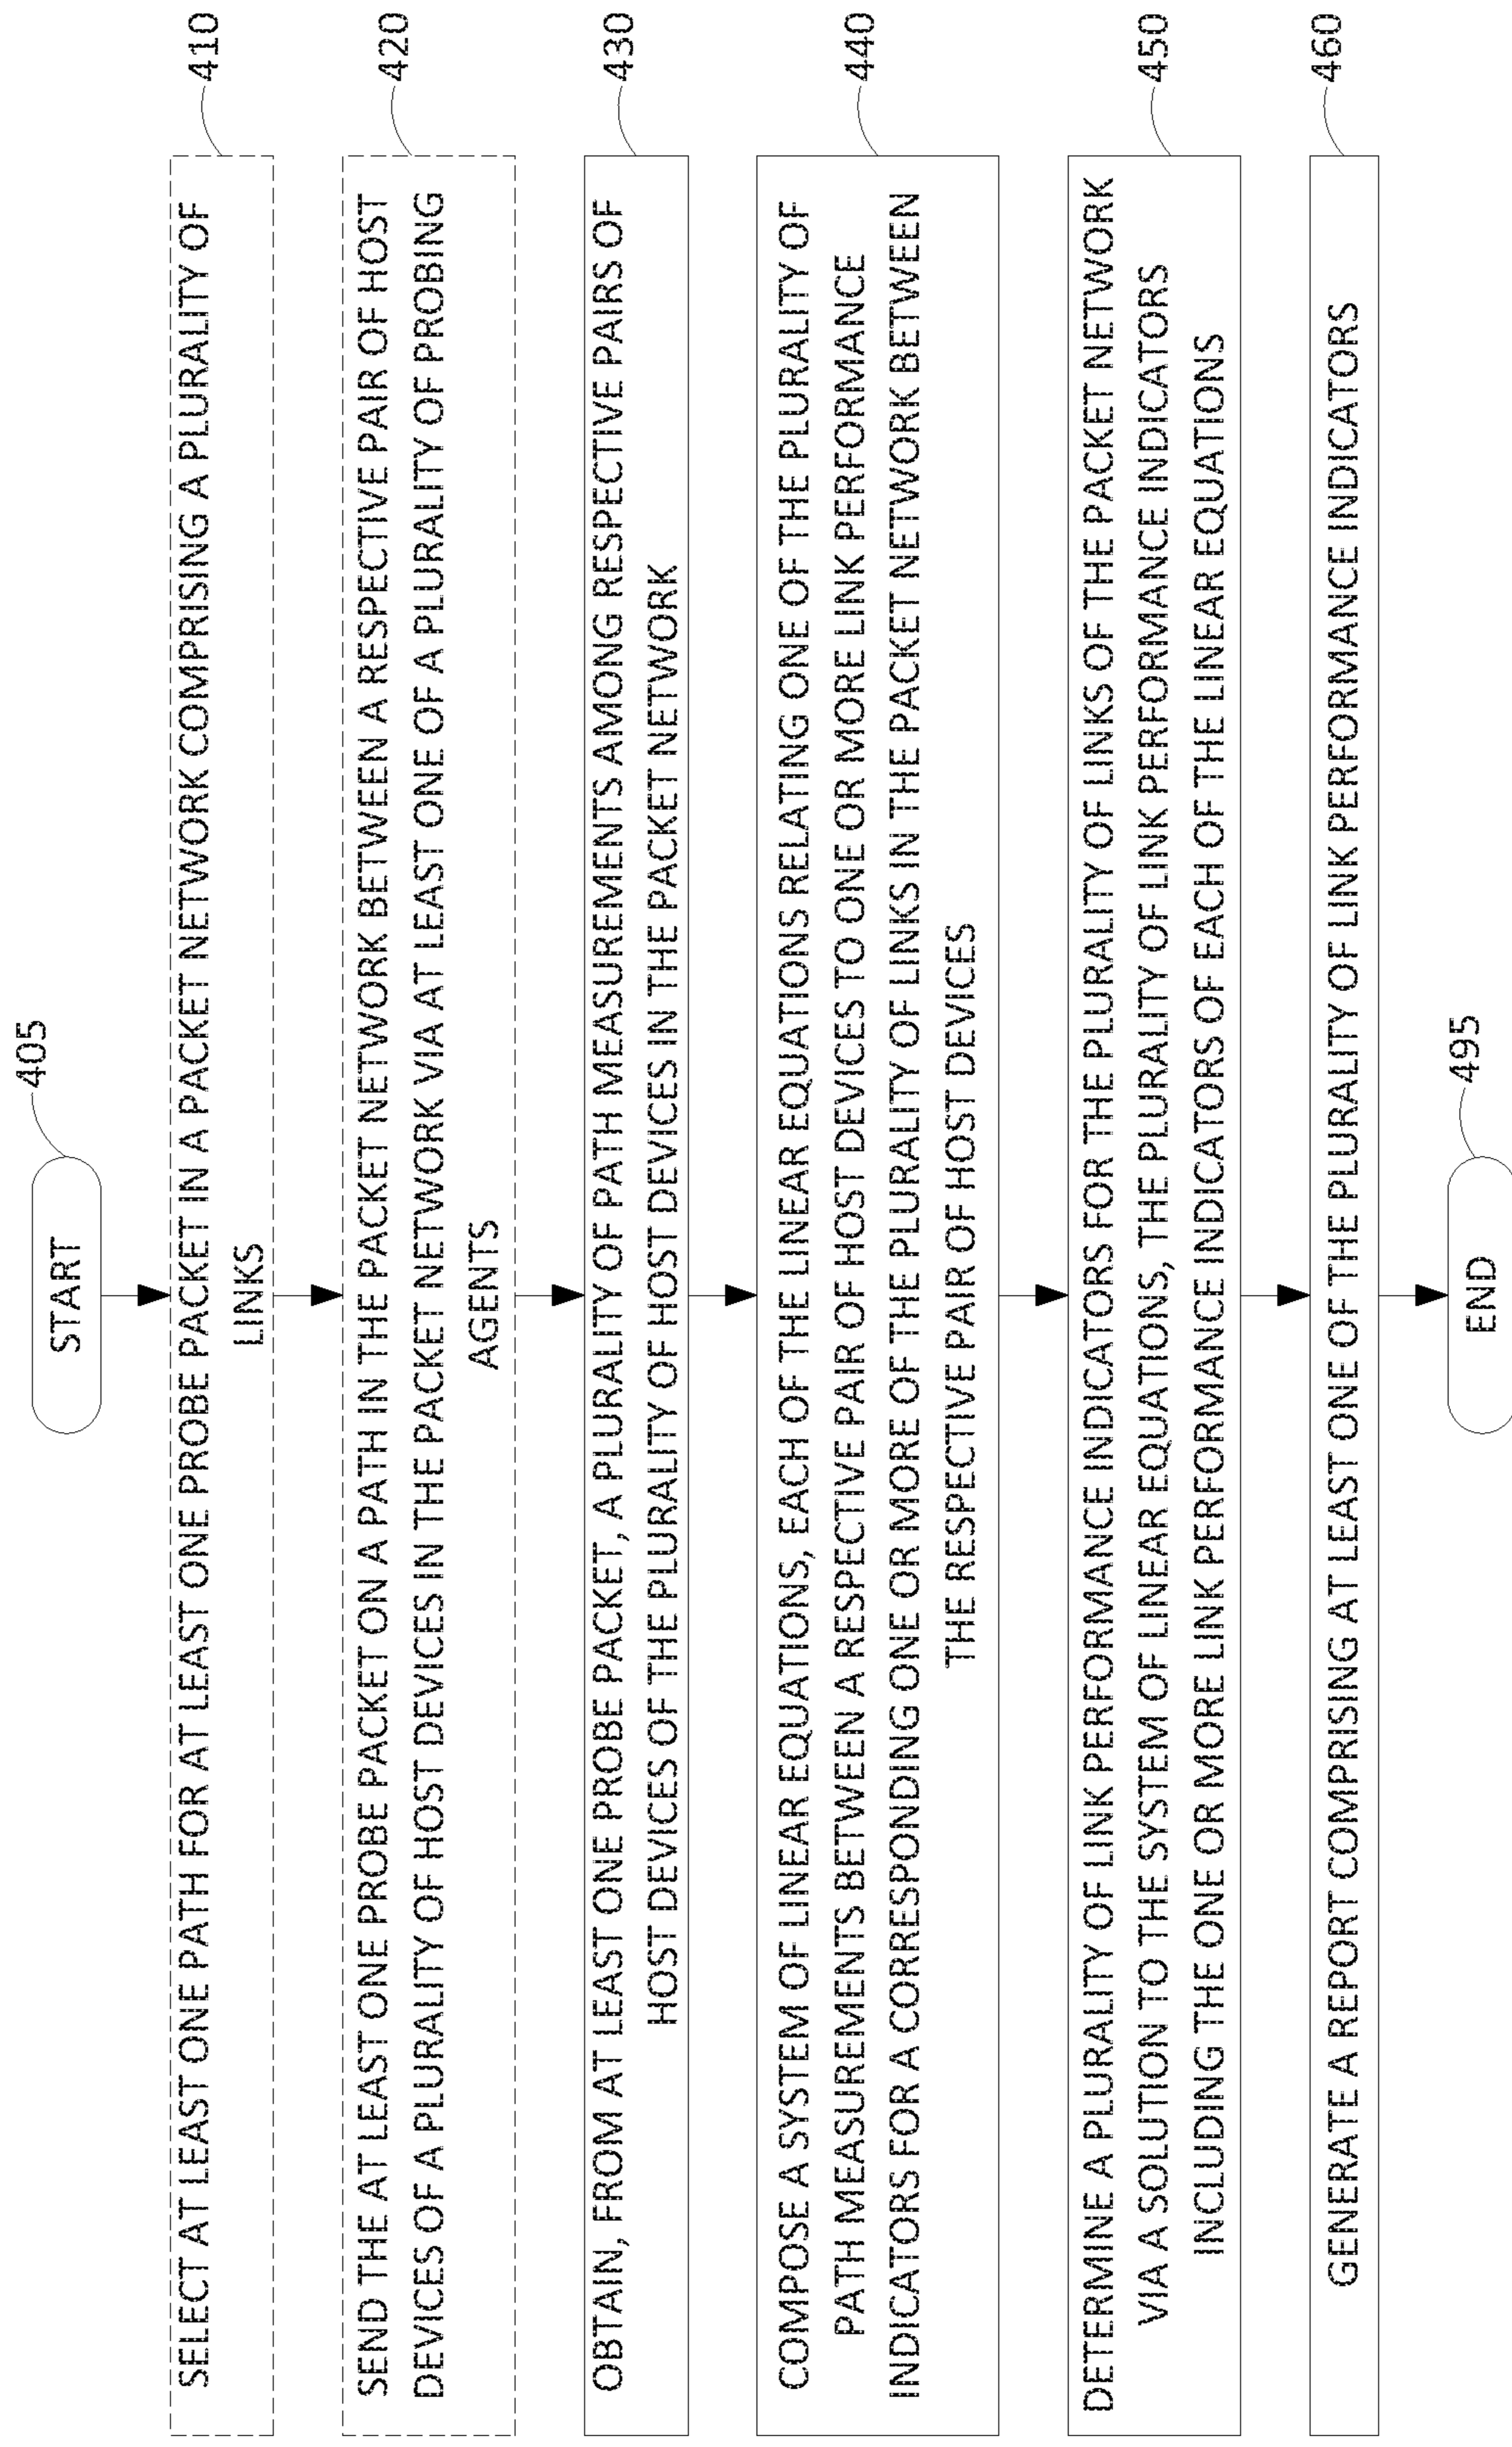 START
405
SELECT AT LEAST ONE PATH FOR AT LEAST ONE PROBE PACKET IN A PACKET NETWORK COMPRISING A PLURALITY OF
LINKS
410
SEND THE AT LEAST ONE PROBE PACKET ON A PATH IN THE PACKET NETWORK BETWEEN A RESPECTIVE PAIR OF HOST
DEVICES OF A PLURALITY OF HOST DEVICES IN THE PACKET NETWORK VIA AT LEAST ONE OF A PLURALITY OF PROBING
AGENTS
420
OBTAIN, FROM AT LEAST ONE PROBE PACKET, A PLURALITY OF PATH MEASUREMENTS AMONG RESPECTIVE PAIRS OF
HOST DEVICES OF THE PLURALITY OF HOST DEVICES IN THE PACKET NETWORK
430
COMPOSE A SYSTEM OF LINEAR EQUATIONS, EACH OF THE LINEAR EQUATIONS RELATING ONE OF THE PLURALITY OF
PATH MEASUREMENTS BETWEEN A RESPECTIVE PAIR OF HOST DEVICES TO ONE OR MORE LINK PERFORMANCE
INDICATORS FOR A CORRESPONDING ONE OR MORE OF THE PLURALITY OF LINKS IN THE PACKET NETWORK BETWEEN
THE RESPECTIVE PAIR OF HOST DEVICES
440
DETERMINE A PLURALITY OF LINK PERFORMANCE INDICATORS FOR THE PLURALITY OF LINKS OF THE PACKET NETWORK
VIA A SOLUTION TO THE SYSTEM OF LINEAR EQUATIONS, THE PLURALITY OF LINK PERFORMANCE INDICATORS
INCLUDING THE ONE OR MORE LINK PERFORMANCE INDICATORS OF EACH OF THE LINEAR EQUATIONS
450
GENERATE A REPORT COMPRISING AT LEAST ONE OF THE PLURALITY OF LINK PERFORMANCE INDICATORS
460
END
495